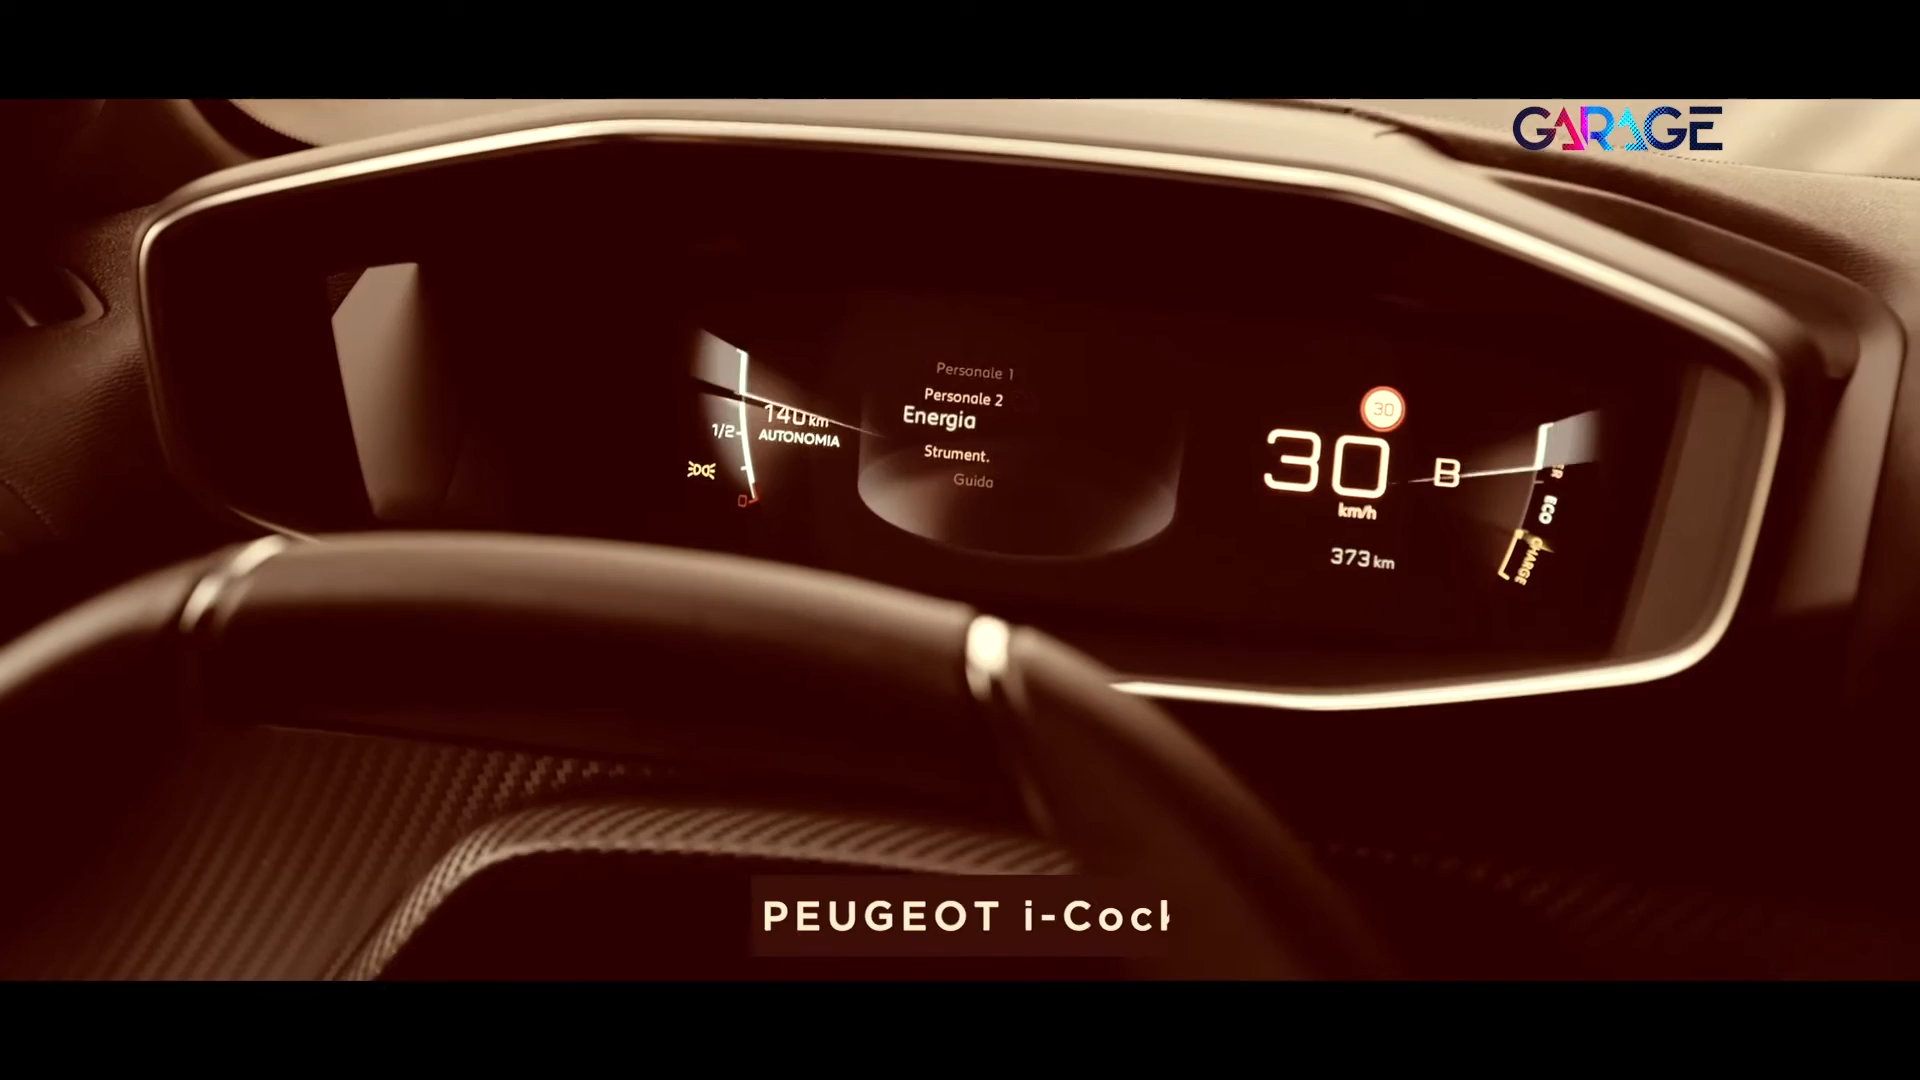 GARAGE
Personale 1
Personale 2
Energia
Strument.
Guida
140 km
AUTONOMIA
1/2
0
30
30
km/h
B
373 km
ECO
CHARGE
PEUGEOT i-Coc